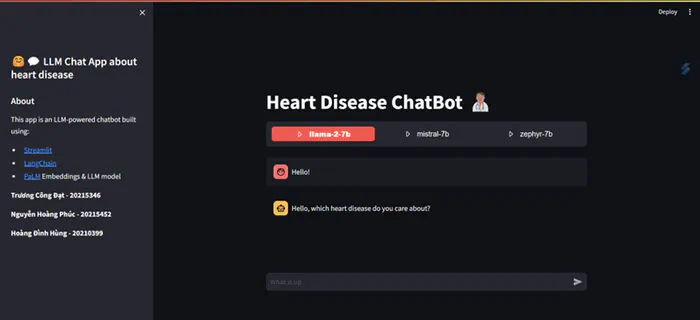 Deploy
LLM Chat App about
heart disease
About
This app is an LLM-powered chatbot built
using:
Streamlit
LangChain
PaLM Embeddings & LLM model
Trương Công Đạt - 20215346
Nguyễn Hoàng Phúc - 20215452
Hoàng Đình Hùng - 20210399
Heart Disease ChatBot
llama-2-7b
mistral-7b
zephyr-7b
Hello!
Hello, which heart disease do you care about?
What is up